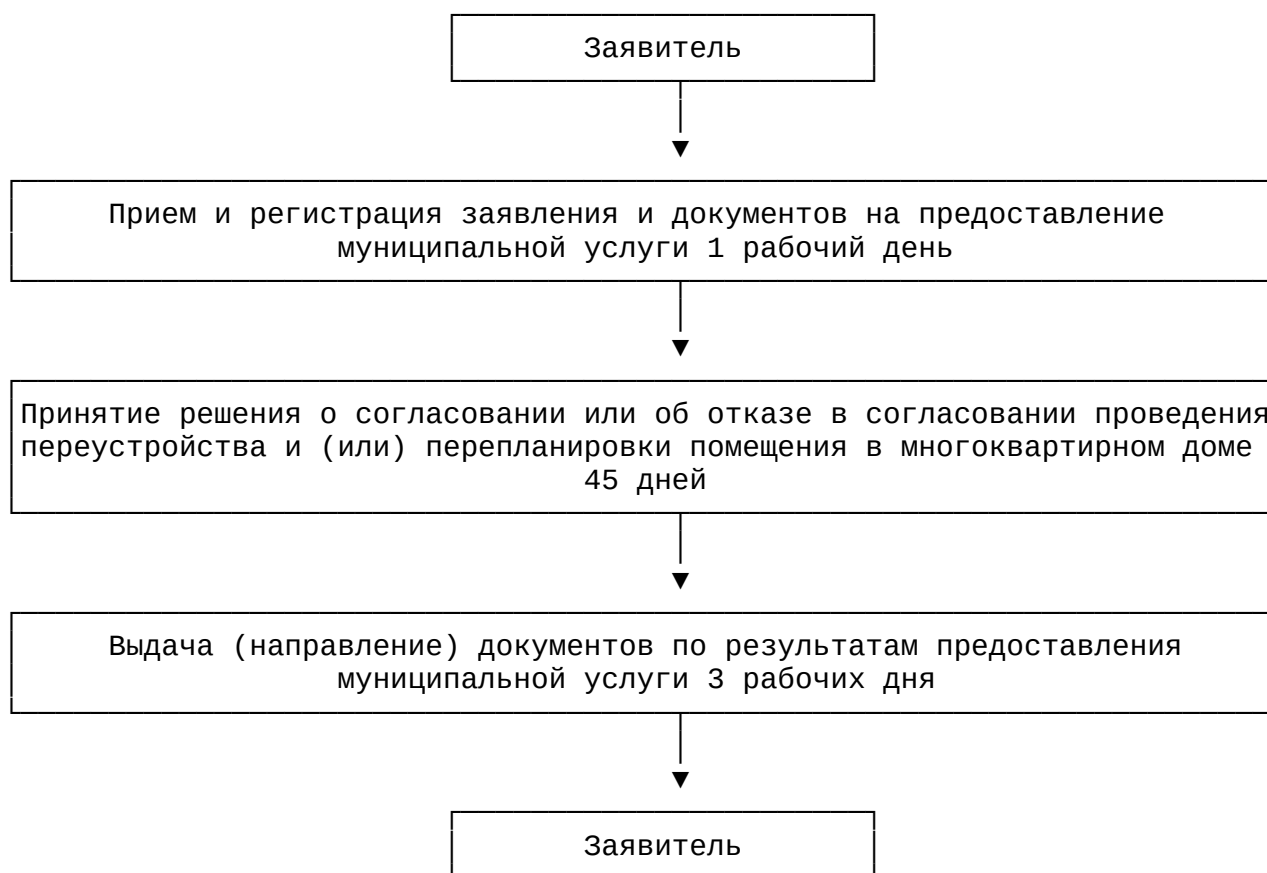 Заявитель
Прием и регистрация заявления и документов на предоставление
муниципальной услуги 1 рабочий день
Принятие решения о согласовании или об отказе в согласовании проведения
переустройства и (или) перепланировки помещения в многоквартирном доме
45 дней
Выдача (направление) документов по результатам предоставления
муниципальной услуги 3 рабочих дня
Заявитель